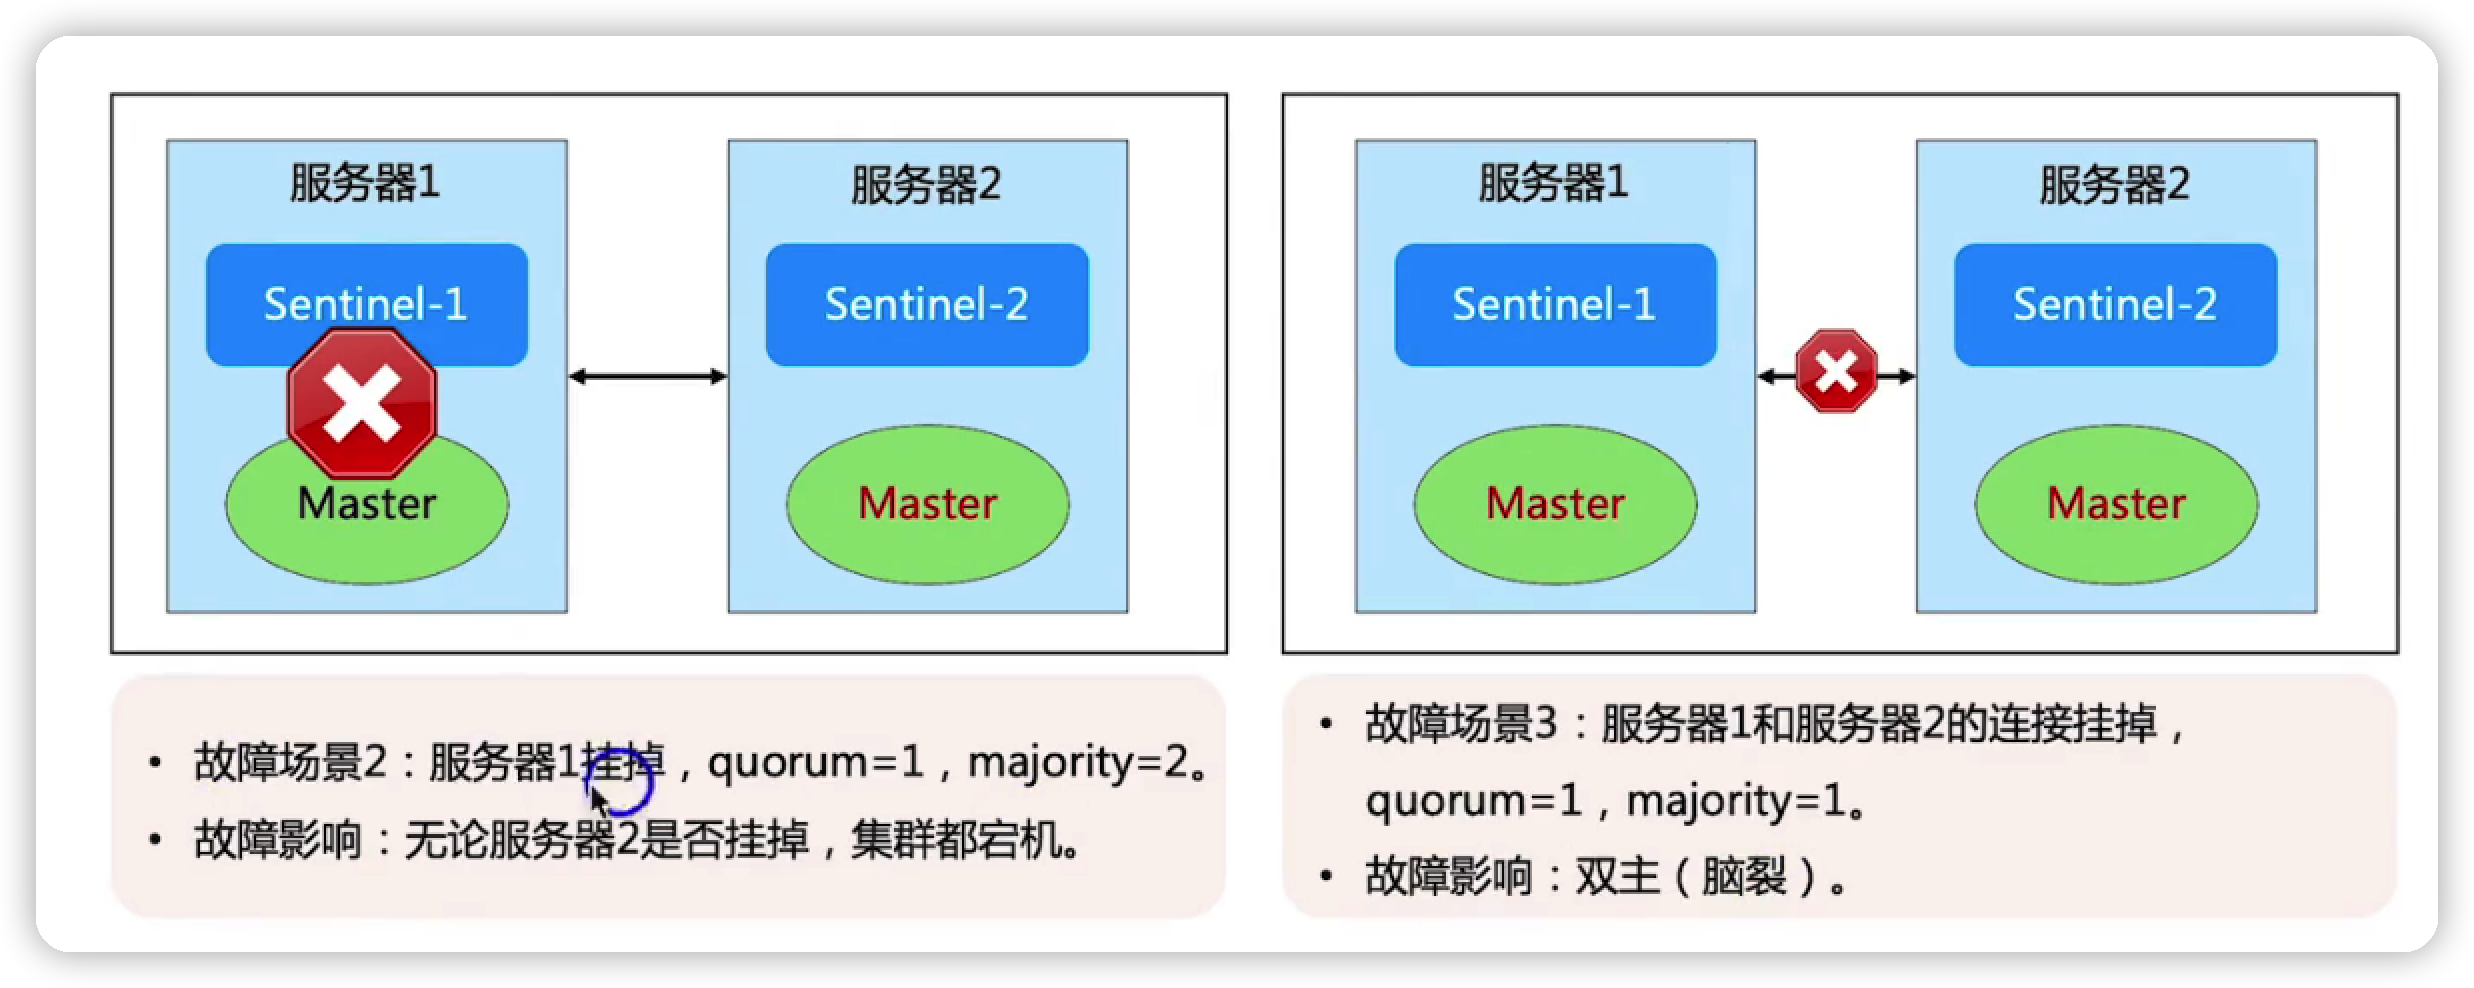 服务器1
Sentinel-1
Master
服务器2
Sentinel-2
Master
• 故障场景2：服务器1挂掉，quorum=1，majority=2。
• 故障影响：无论服务器2是否挂掉，集群都宕机。
服务器1
Sentinel-1
Master
服务器2
Sentinel-2
Master
• 故障场景3：服务器1和服务器2的连接挂掉，
quorum=1，majority=1。
• 故障影响：双主（脑裂）。